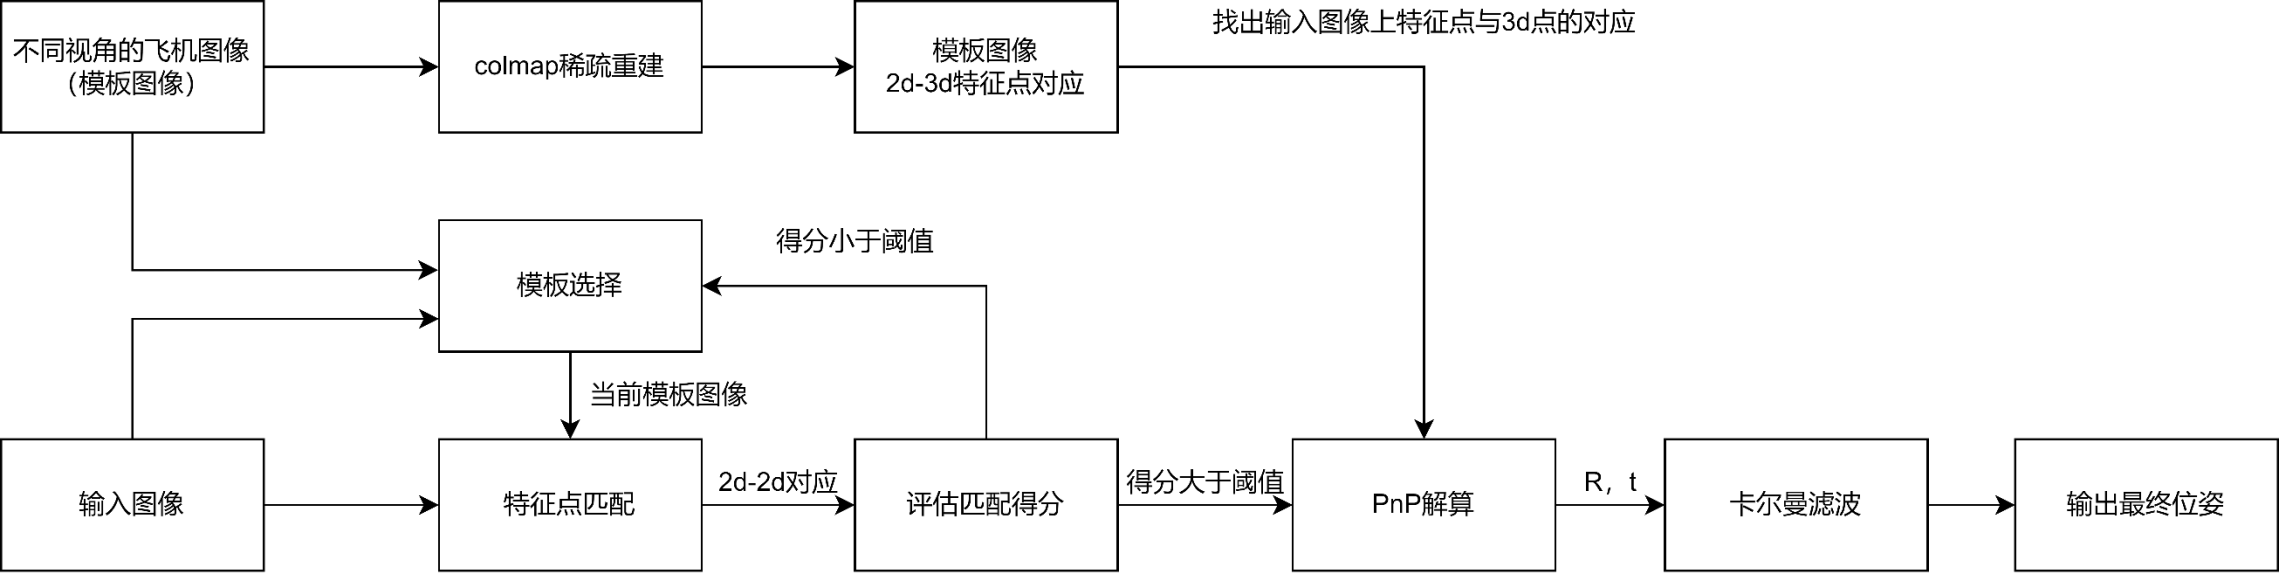 不同视角的飞机图像
（模板图像）
colmap稀疏重建
模板图像
2d-3d特征点对应
找出输入图像上特征点与3d点的对应
模板选择
得分小于阈值
当前模板图像
输入图像
特征点匹配
2d-2d对应
评估匹配得分
得分大于阈值
PnP解算
R，t
卡尔曼滤波
输出最终位姿